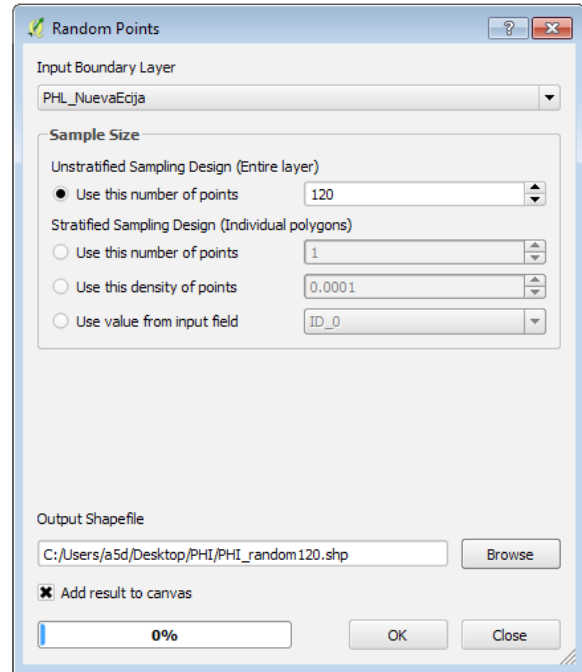 Random Points
Input Boundary Layer
PHL_NuevaEcija
Sample Size
Unstratified Sampling Design (Entire layer)
Use this number of points 120
Stratified Sampling Design (Individual polygons)
Use this number of points 1
Use this density of points 0.0001
Use value from input field ID_0
Output Shapefile
C:/Users/a5d/Desktop/PHI/PHI_random120.shp Browse
Add result to canvas
0% OK Close